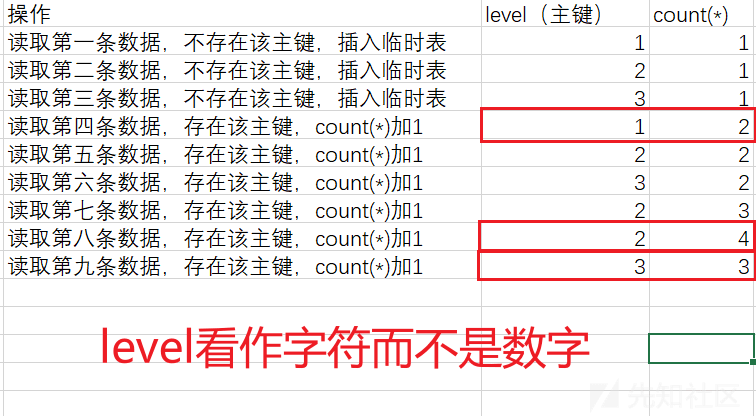 操作 level（主键） count(*)
读取第一条数据，不存在该主键，插入临时表 1 1
读取第二条数据，不存在该主键，插入临时表 2 1
读取第三条数据，不存在该主键，插入临时表 3 1
读取第四条数据，存在该主键，count(*)加1 1 2
读取第五条数据，存在该主键，count(*)加1 2 2
读取第六条数据，存在该主键，count(*)加1 3 2
读取第七条数据，存在该主键，count(*)加1 2 3
读取第八条数据，存在该主键，count(*)加1 2 4
读取第九条数据，存在该主键，count(*)加1 3 3
level看作字符而不是数字
先知社区